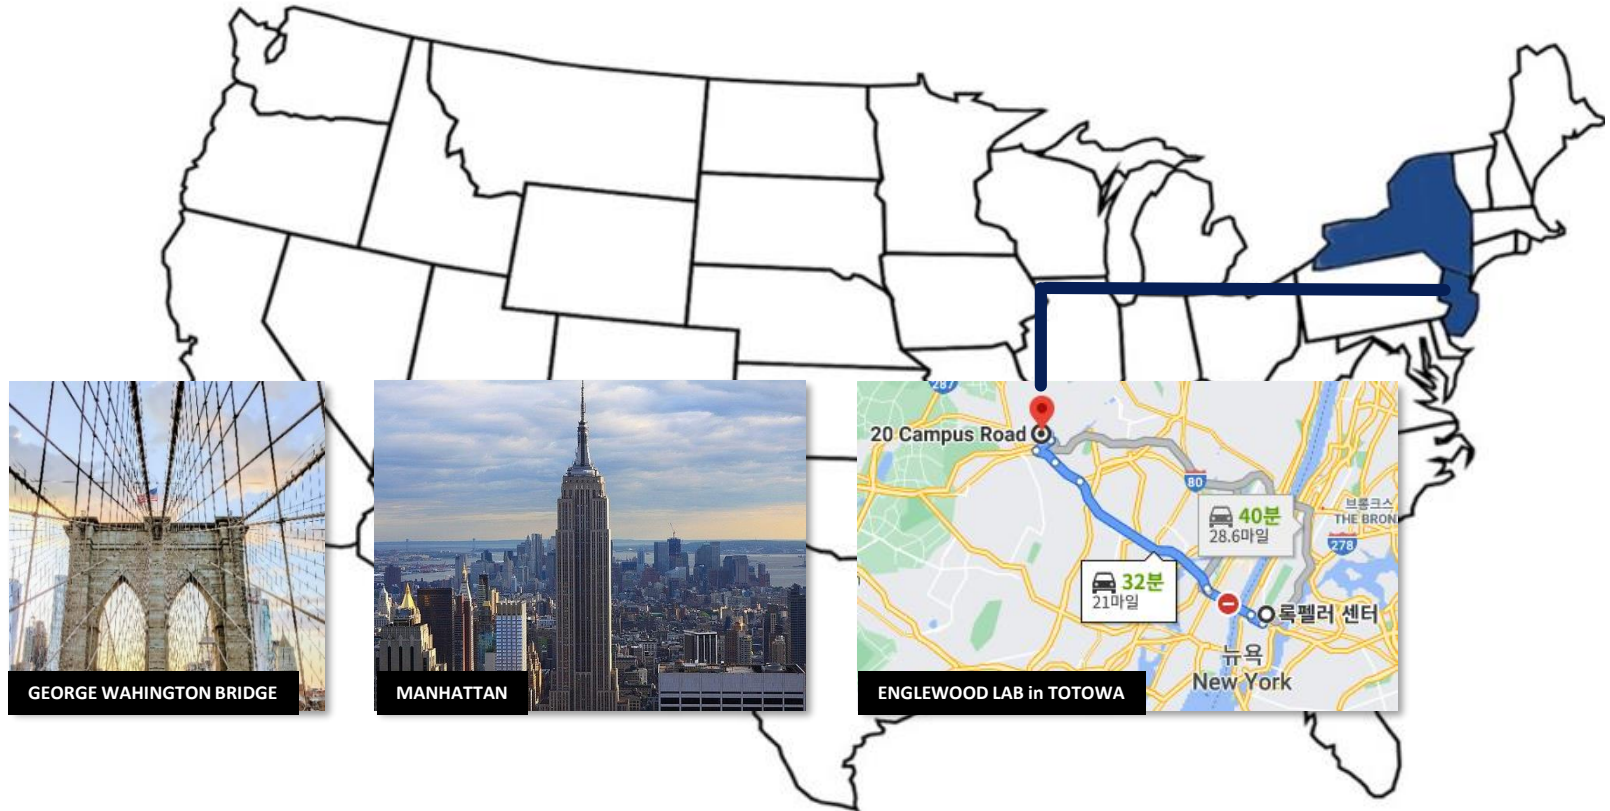 287
20 Campus Road
80
40분
28.6마일
브롱크스
THE BRON
278
32분
21마일
록펠러 센터
뉴욕
New York
GEORGE WAHINGTON BRIDGE
MANHATTAN
ENGLEWOOD LAB in TOTOWA